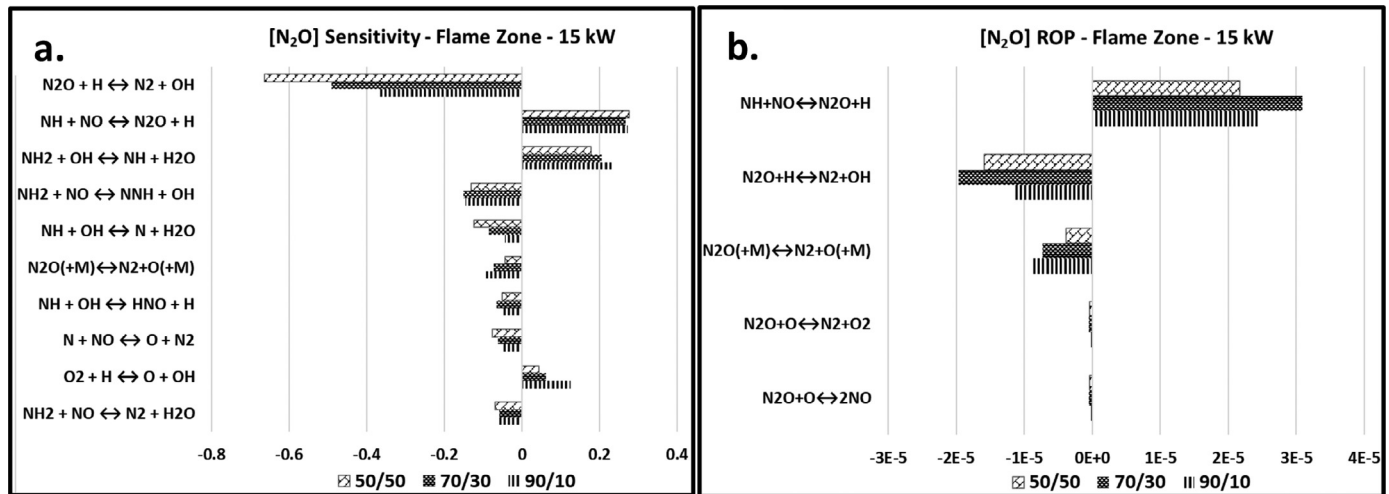 a.
[N₂O] Sensitivity - Flame Zone - 15 kW
N2O + H ↔ N2 + OH
NH + NO ↔ N2O + H
NH2 + OH ↔ NH + H2O
NH2 + NO ↔ NNH + OH
NH + OH ↔ N + H2O
N2O(+M)↔N2+O(+M)
NH + OH ↔ HNO + H
N + NO ↔ O + N2
O2 + H ↔ O + OH
NH2 + NO ↔ N2 + H2O
-0.8 -0.6 -0.4 -0.2 0 0.2 0.4
50/50 70/30 90/10
b.
[N₂O] ROP - Flame Zone - 15 kW
NH+NO↔N2O+H
N2O+H↔N2+OH
N2O(+M)↔N2+O(+M)
N2O+O↔N2+O2
N2O+O↔2NO
-3E-5 -2E-5 -1E-5 0E+0 1E-5 2E-5 3E-5 4E-5
50/50 70/30 90/10